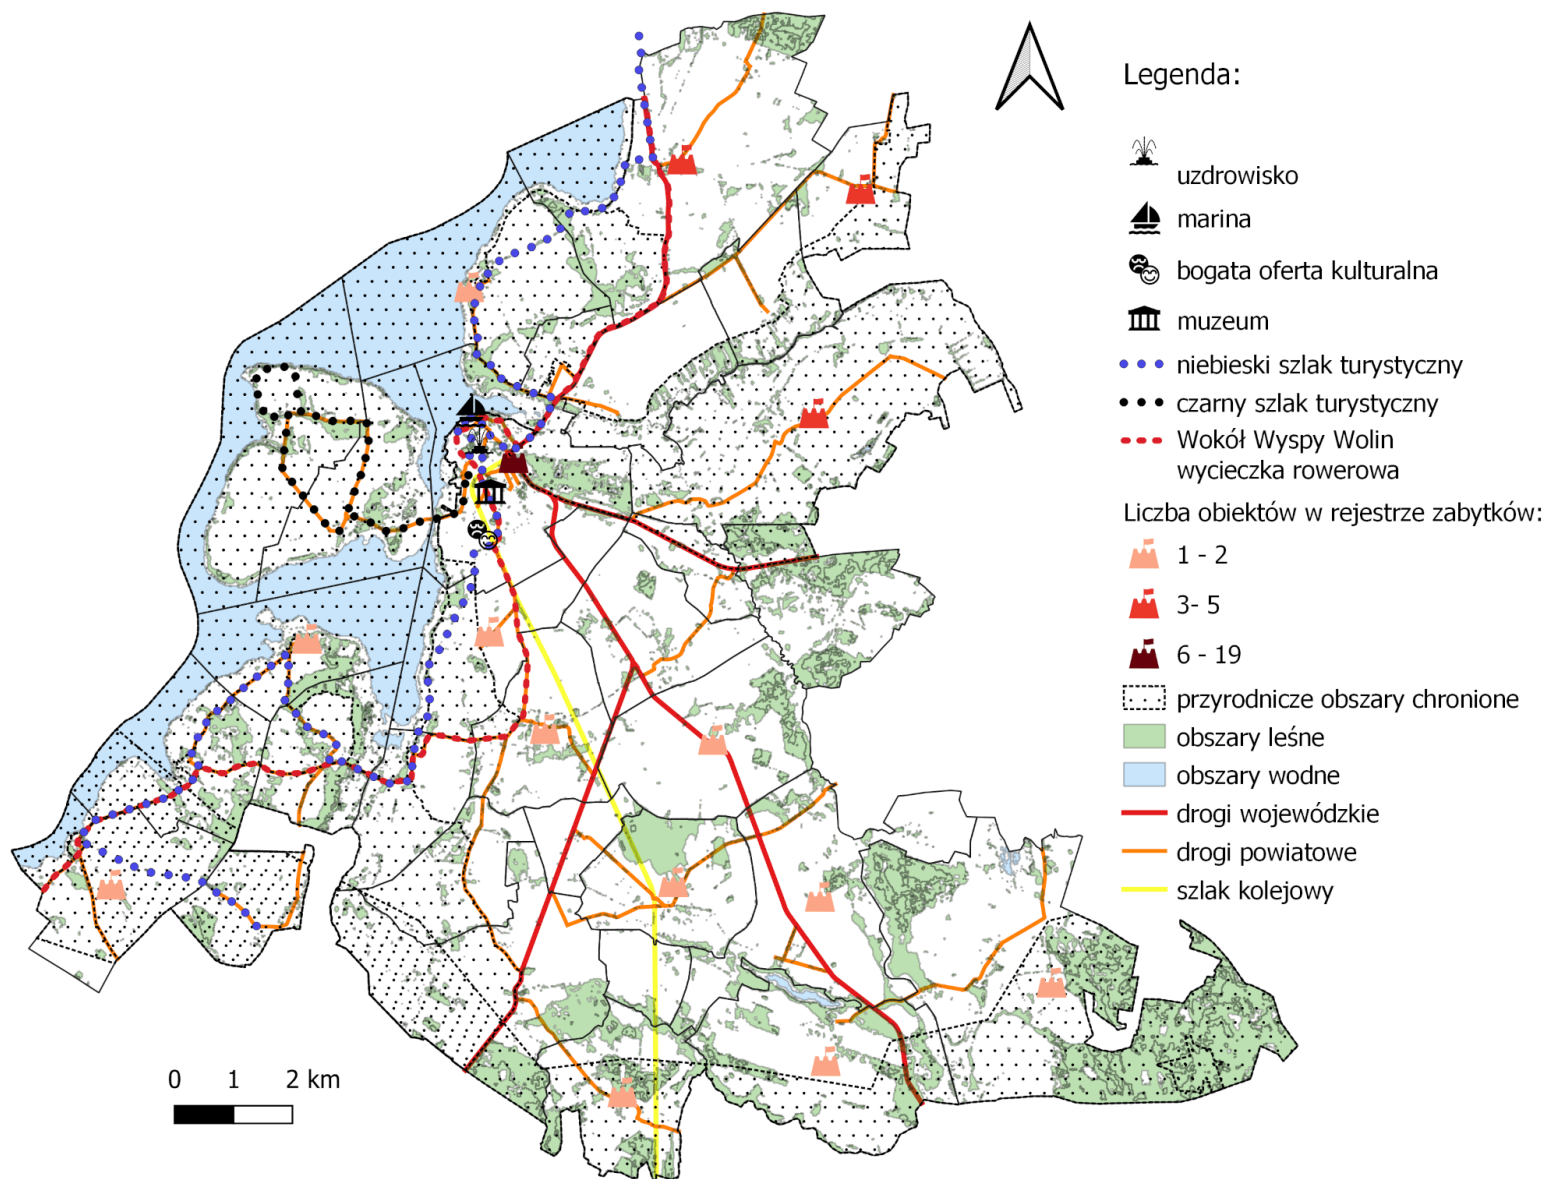 Legenda:
uzdrowisko
marina
bogata oferta kulturalna
muzeum
niebieski szlak turystyczny
czarny szlak turystyczny
Wokół Wyspy Wolin
wycieczka rowerowa
Liczba obiektów w rejestrze zabytków:
1 - 2
3- 5
6 - 19
przyrodnicze obszary chronione
obszary leśne
obszary wodne
drogi wojewódzkie
drogi powiatowe
szlak kolejowy
0 1 2 km